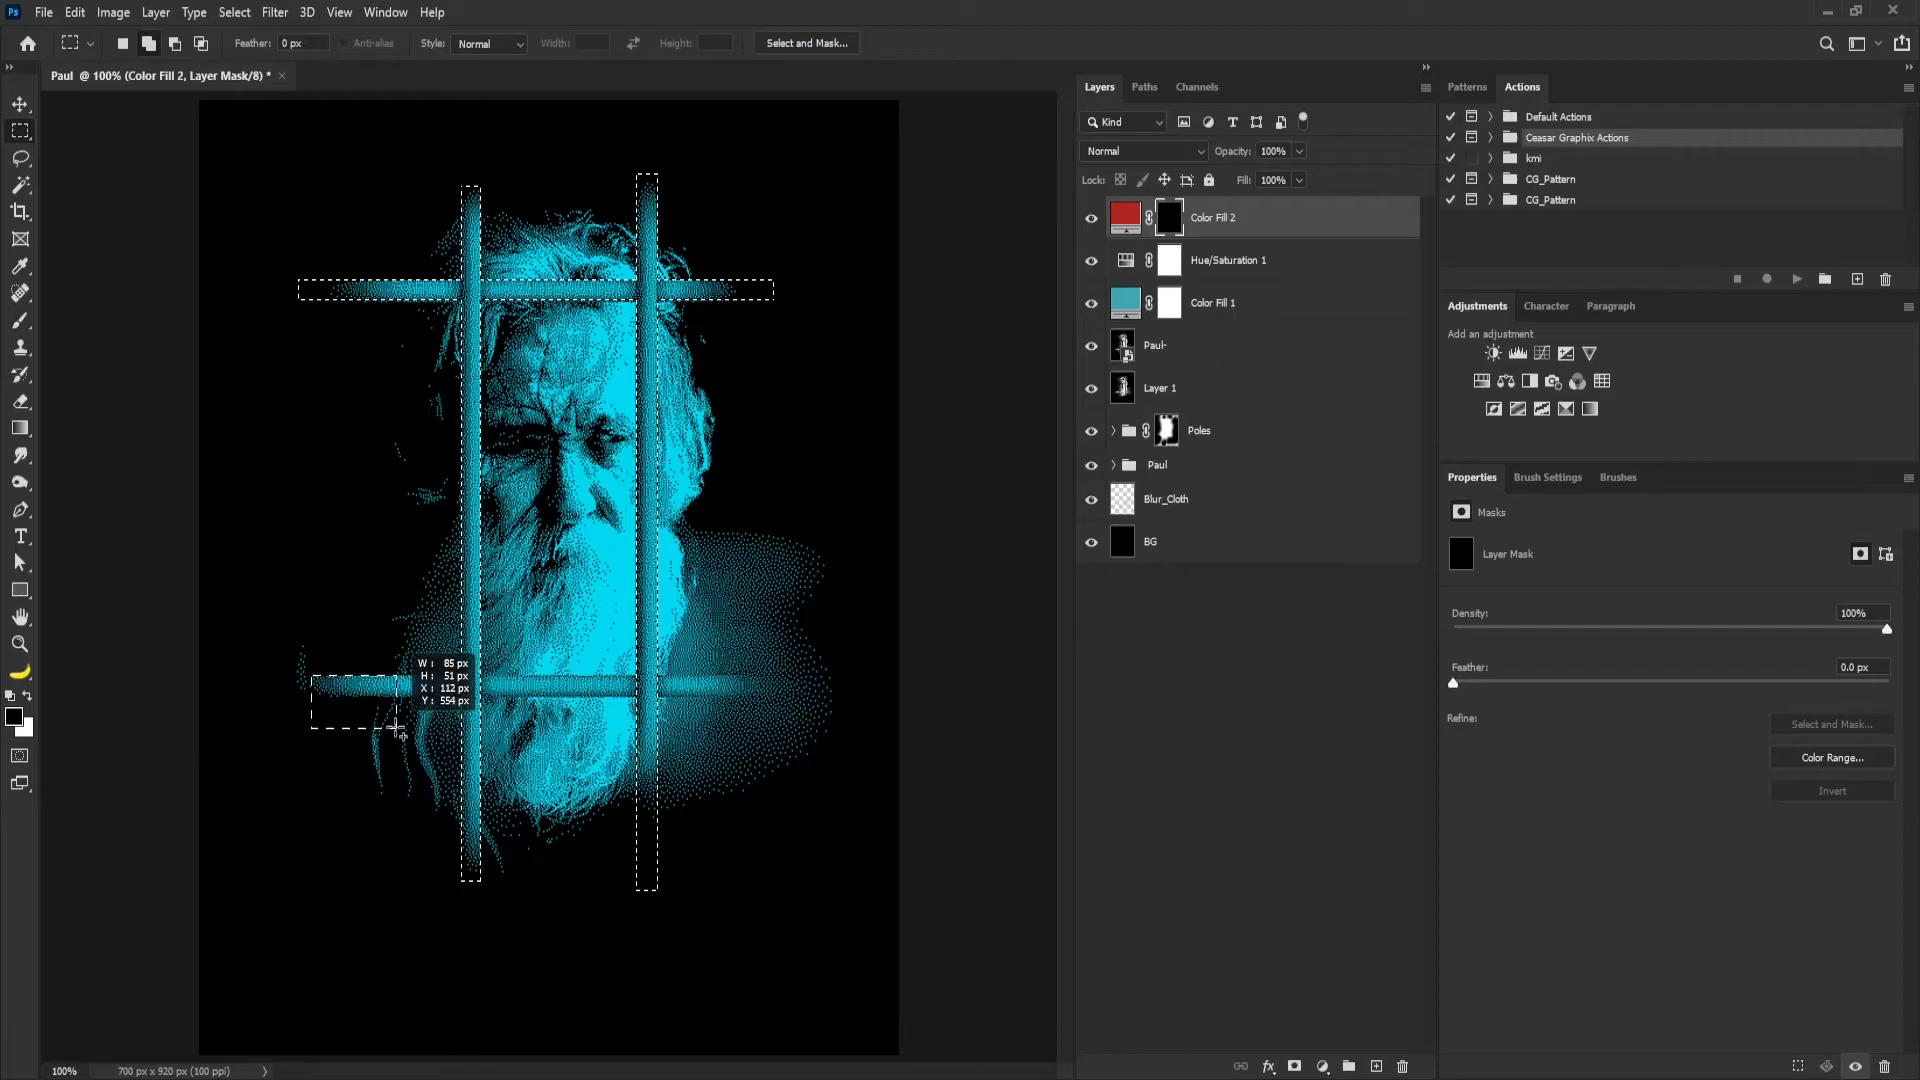 Ps File Edit Image Layer Type Select Filter 3D View Window Help
Feather: 0 px Anti-alias Style: Normal Width: Height: Select and Mask...
Paul @ 100% (Color Fill 2, Layer Mask/8) *
Layers Paths Channels
Kind
Normal Opacity: 100%
Lock: Fill: 100%
Color Fill 2
Hue/Saturation 1
Color Fill 1
Paul-
Layer 1
Poles
Paul
Blur_Cloth
BG
Patterns Actions
Default Actions
Ceasar Graphix Actions
kmi
CG_Pattern
CG_Pattern
Adjustments Character Paragraph
Add an adjustment
Properties Brush Settings Brushes
Masks
Layer Mask
Density: 100%
Feather: 0.0 px
Refine: Select and Mask...
Color Range...
Invert
W : 85 px
H : 51 px
X : 112 px
Y : 554 px
100% 700 px x 920 px (100 ppi)